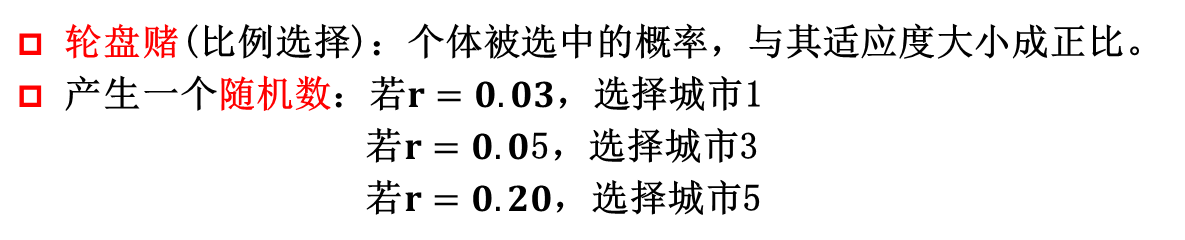 轮盘赌(比例选择)：个体被选中的概率，与其适应度大小成正比。
产生一个随机数：若r = 0.03，选择城市1
若r = 0.05，选择城市3
若r = 0.20，选择城市5